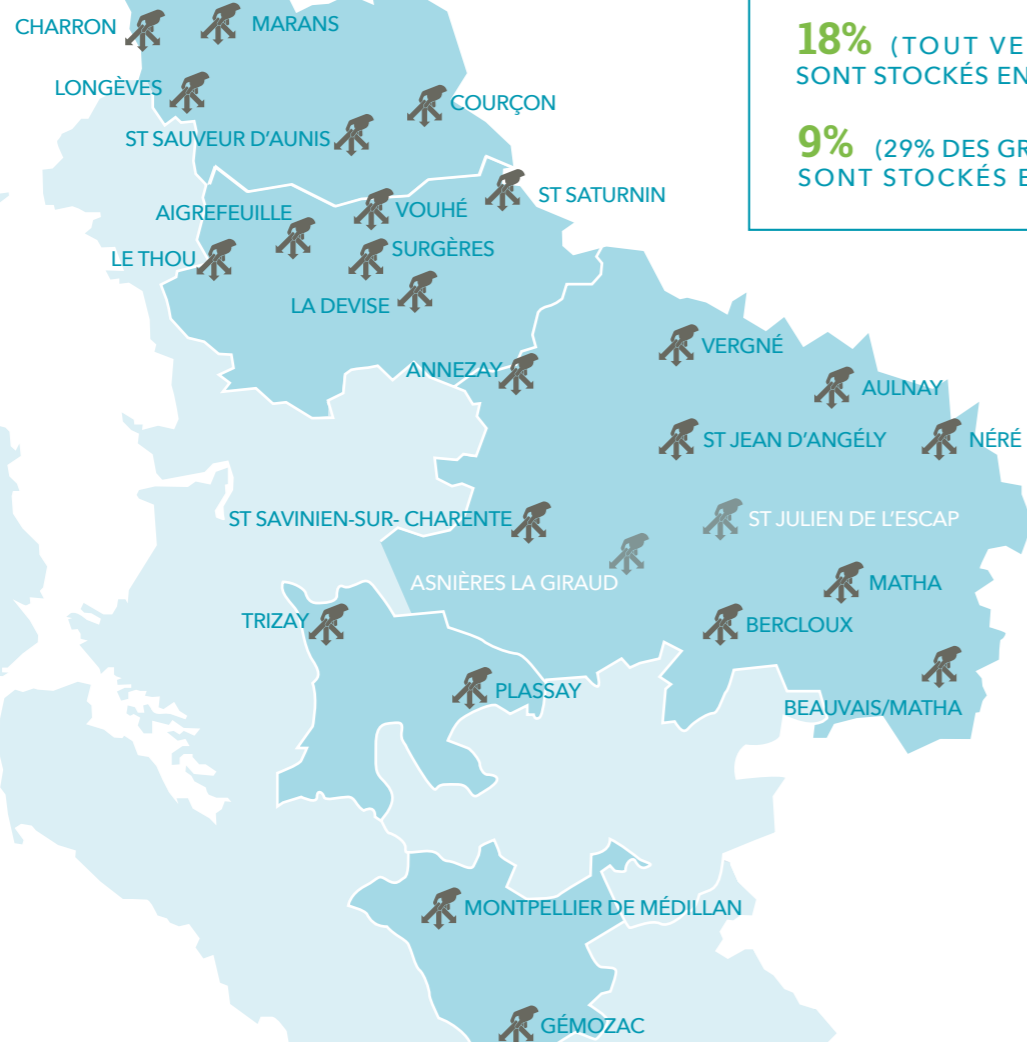 18% (TOUT
SONT STOCKÉS EN
9% (29% DES
SONT STOCKÉS
CHARRON
MARANS
LONGÈVES
COURÇON
ST SAUVEUR D'AUNIS
ST SATURNIN
AIGREFEUILLE
VOUHÉ
LE THOU
SURGÈRES
LA DEVISE
VERGNÉ
ANNEZAY
AULNAY
ST JEAN D'ANGÉLY
NÉRÉ
ST SAVINIEN-SUR- CHARENTE
ST JULIEN DE L'ESCAP
ASNIÈRES LA GIRAUD
MATHA
TRIZAY
BERCLOUX
PLASSAY
BEAUVAIS/MATHA
MONTPELLIER DE MÉDILLAN
GÉMOZAC